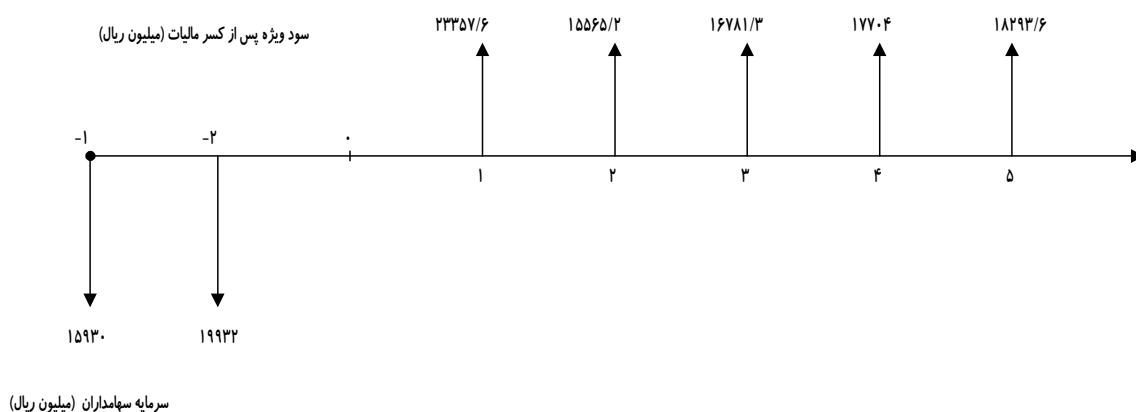 سود ویژه پس از کسر مالیات (میلیون ریال)
۲۳۳۵۷/۶ ۱۵۵۶۵/۲ ۱۶۷۸۱/۳ ۱۷۷۰۴ ۱۸۲۹۳/۶
-۱ -۲ ۰
۱ ۲ ۳ ۴ ۵
۱۵۹۳۰ ۱۹۹۳۲
سرمایه سهامداران (میلیون ریال)